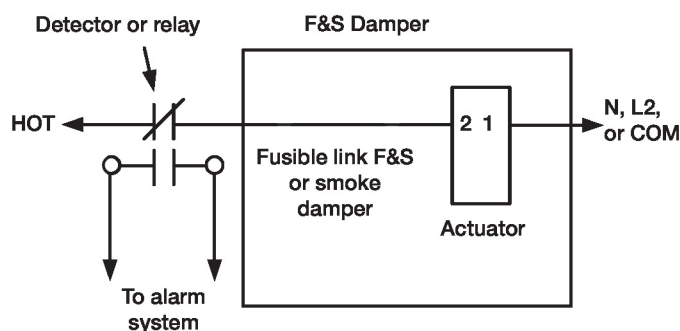 Detector or relay
F&S Damper
HOT
2 1
N, L2,
or COM
Fusible link F&S
or smoke
damper
Actuator
To alarm
system